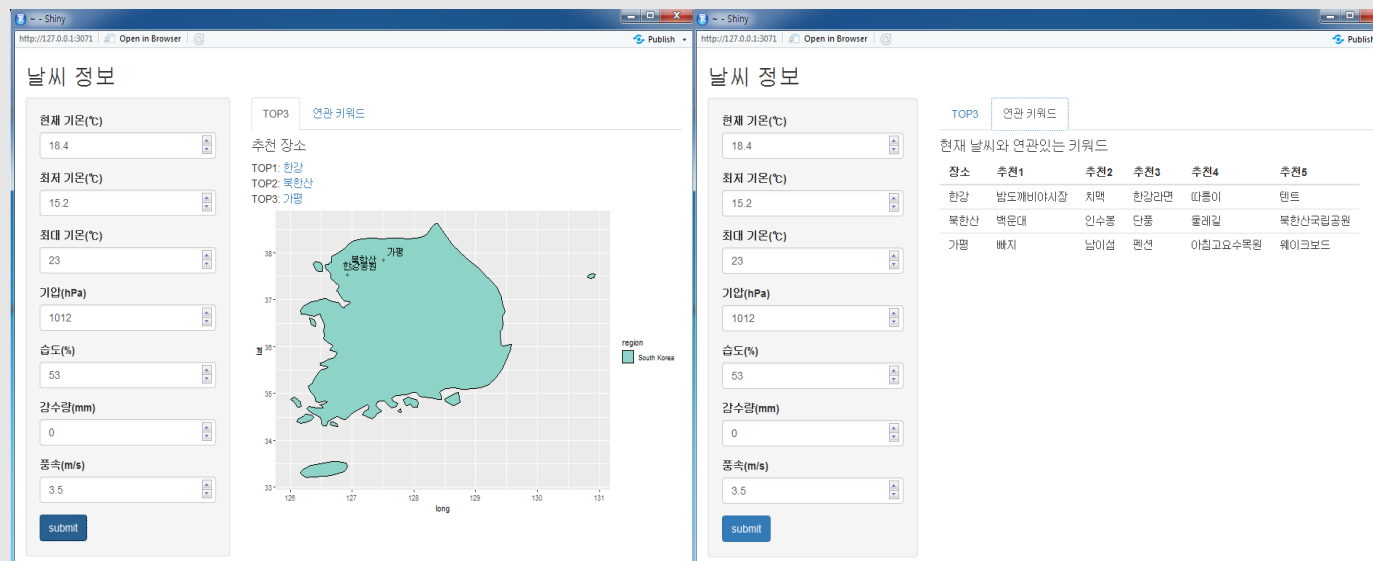 ~ - Shiny
http://127.0.0.1:3071 Open in Browser Publish
날씨 정보
현재 기온(℃)
18.4
최저 기온(℃)
15.2
최대 기온(℃)
23
기압(hPa)
1012
습도(%)
53
강수량(mm)
0
풍속(m/s)
3.5
submit
TOP3 연관 키워드
추천 장소
TOP1: 한강
TOP2: 북한산
TOP3: 가평
38
37
36
35
34
33
lat
가평
북한산
한강공원
126 127 128 129 130 131
long
region
South Korea
~ - Shiny
http://127.0.0.1:3071 Open in Browser Publish
날씨 정보
현재 기온(℃)
18.4
최저 기온(℃)
15.2
최대 기온(℃)
23
기압(hPa)
1012
습도(%)
53
강수량(mm)
0
풍속(m/s)
3.5
submit
TOP3 연관 키워드
현재 날씨와 연관있는 키워드
장소 추천1 추천2 추천3 추천4 추천5
한강 밤도깨비야시장 치맥 한강라면 따릉이 텐트
북한산 백운대 인수봉 단풍 둘레길 북한산국립공원
가평 빠지 남이섬 펜션 아침고요수목원 웨이크보드